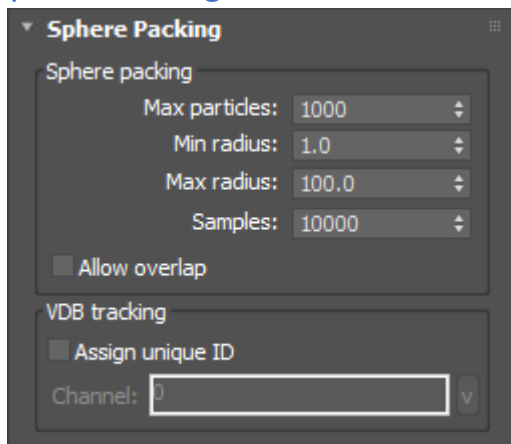 Sphere Packing
Sphere packing
Max particles: 1000
Min radius: 1.0
Max radius: 100.0
Samples: 10000
Allow overlap
VDB tracking
Assign unique ID
Channel: 0 v